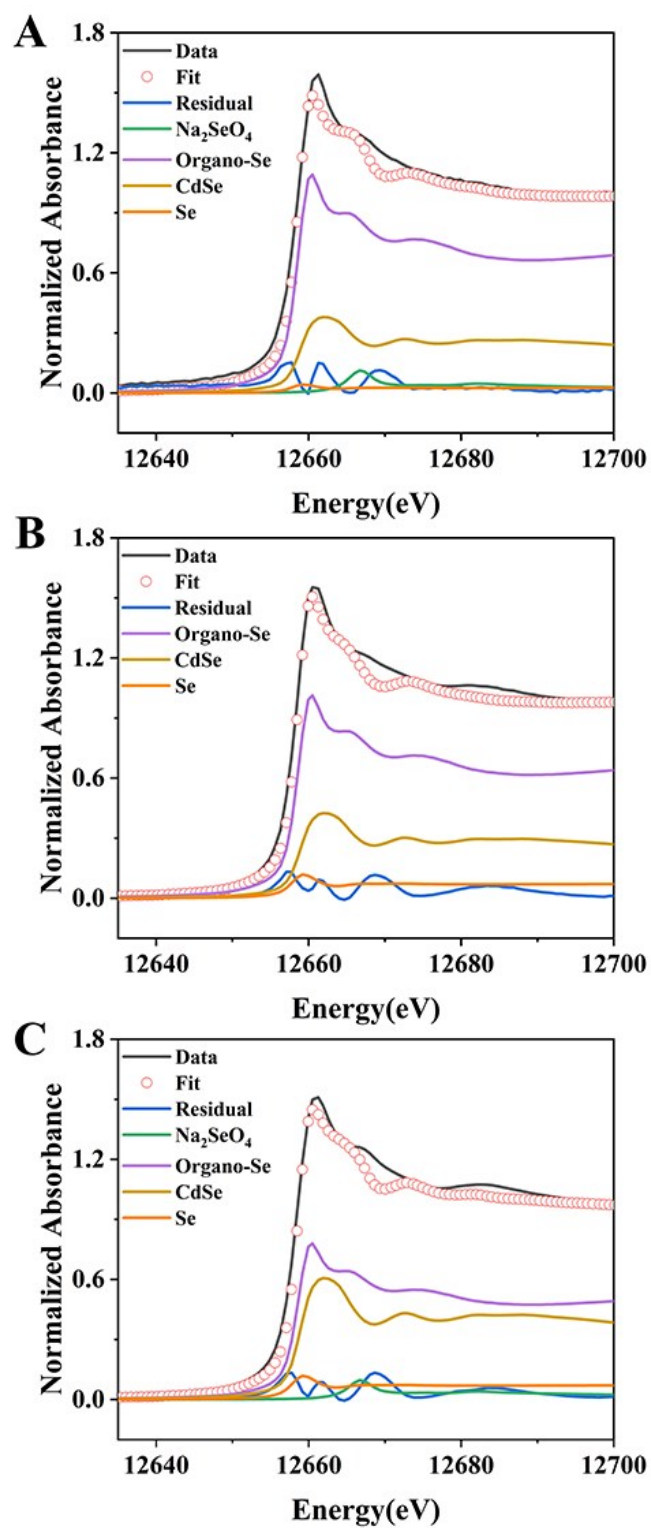 A
1.8
1.2
0.6
0.0
Normalized Absorbance
Data
Fit
Residual
Na₂SeO₄
Organo-Se
CdSe
Se
12640
12660
12680
12700
Energy(eV)
B
1.8
1.2
0.6
0.0
Normalized Absorbance
Data
Fit
Residual
Organo-Se
CdSe
Se
12640
12660
12680
12700
Energy(eV)
C
1.8
1.2
0.6
0.0
Normalized Absorbance
Data
Fit
Residual
Na₂SeO₄
Organo-Se
CdSe
Se
12640
12660
12680
12700
Energy(eV)